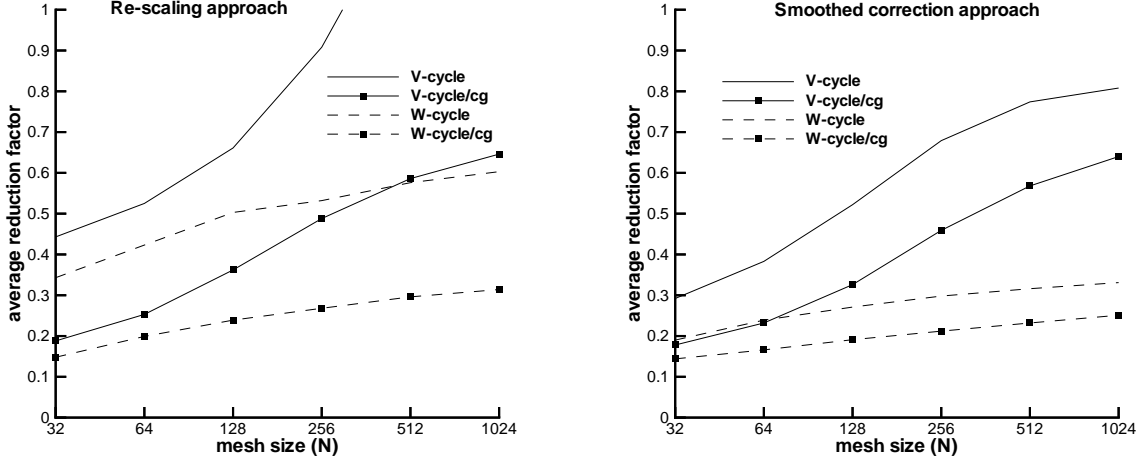 Re-scaling approach
average reduction factor
1
0.9
0.8
0.7
0.6
0.5
0.4
0.3
0.2
0.1
0
V-cycle
V-cycle/cg
W-cycle
W-cycle/cg
32 64 128 256 512 1024
mesh size (N)
Smoothed correction approach
average reduction factor
1
0.9
0.8
0.7
0.6
0.5
0.4
0.3
0.2
0.1
0
V-cycle
V-cycle/cg
W-cycle
W-cycle/cg
32 64 128 256 512 1024
mesh size (N)